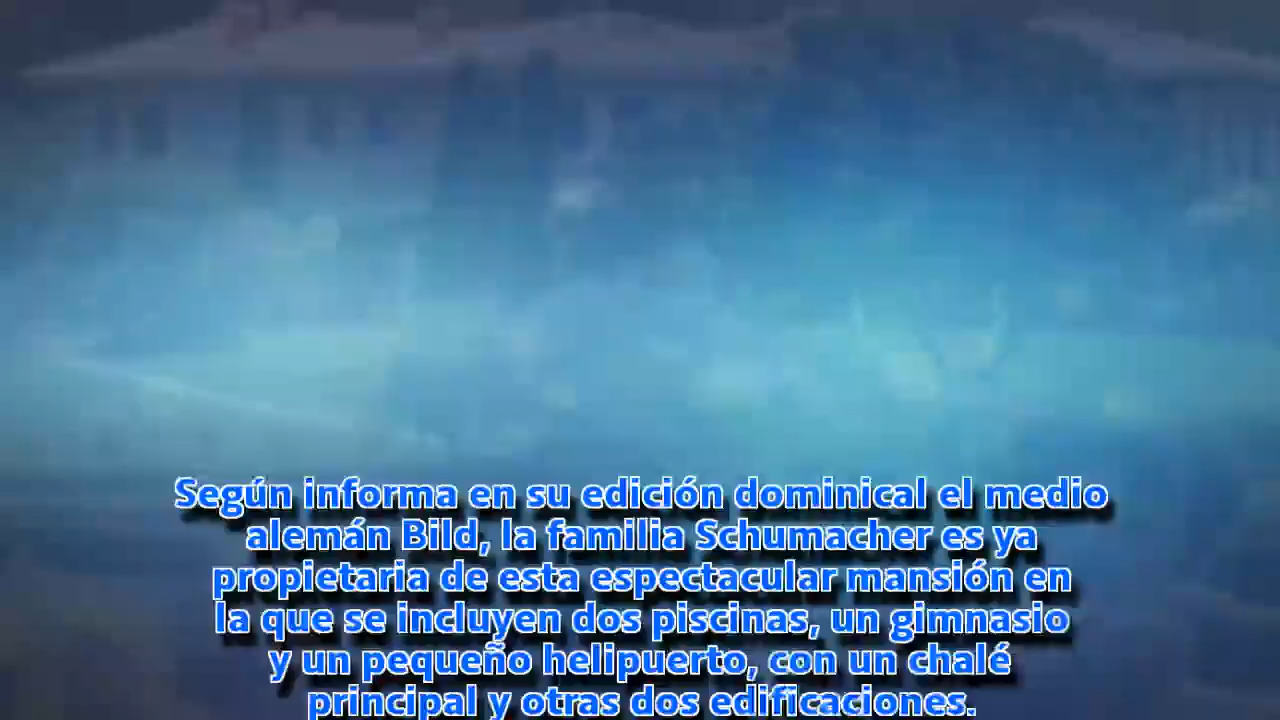 Según informa en su edición dominical el medio
alemán Bild, la familia Schumacher es ya
propietaria de esta espectacular mansión en
la que se incluyen dos piscinas, un gimnasio
y un pequeño helipuerto, con un chalé
principal y otras dos edificaciones.